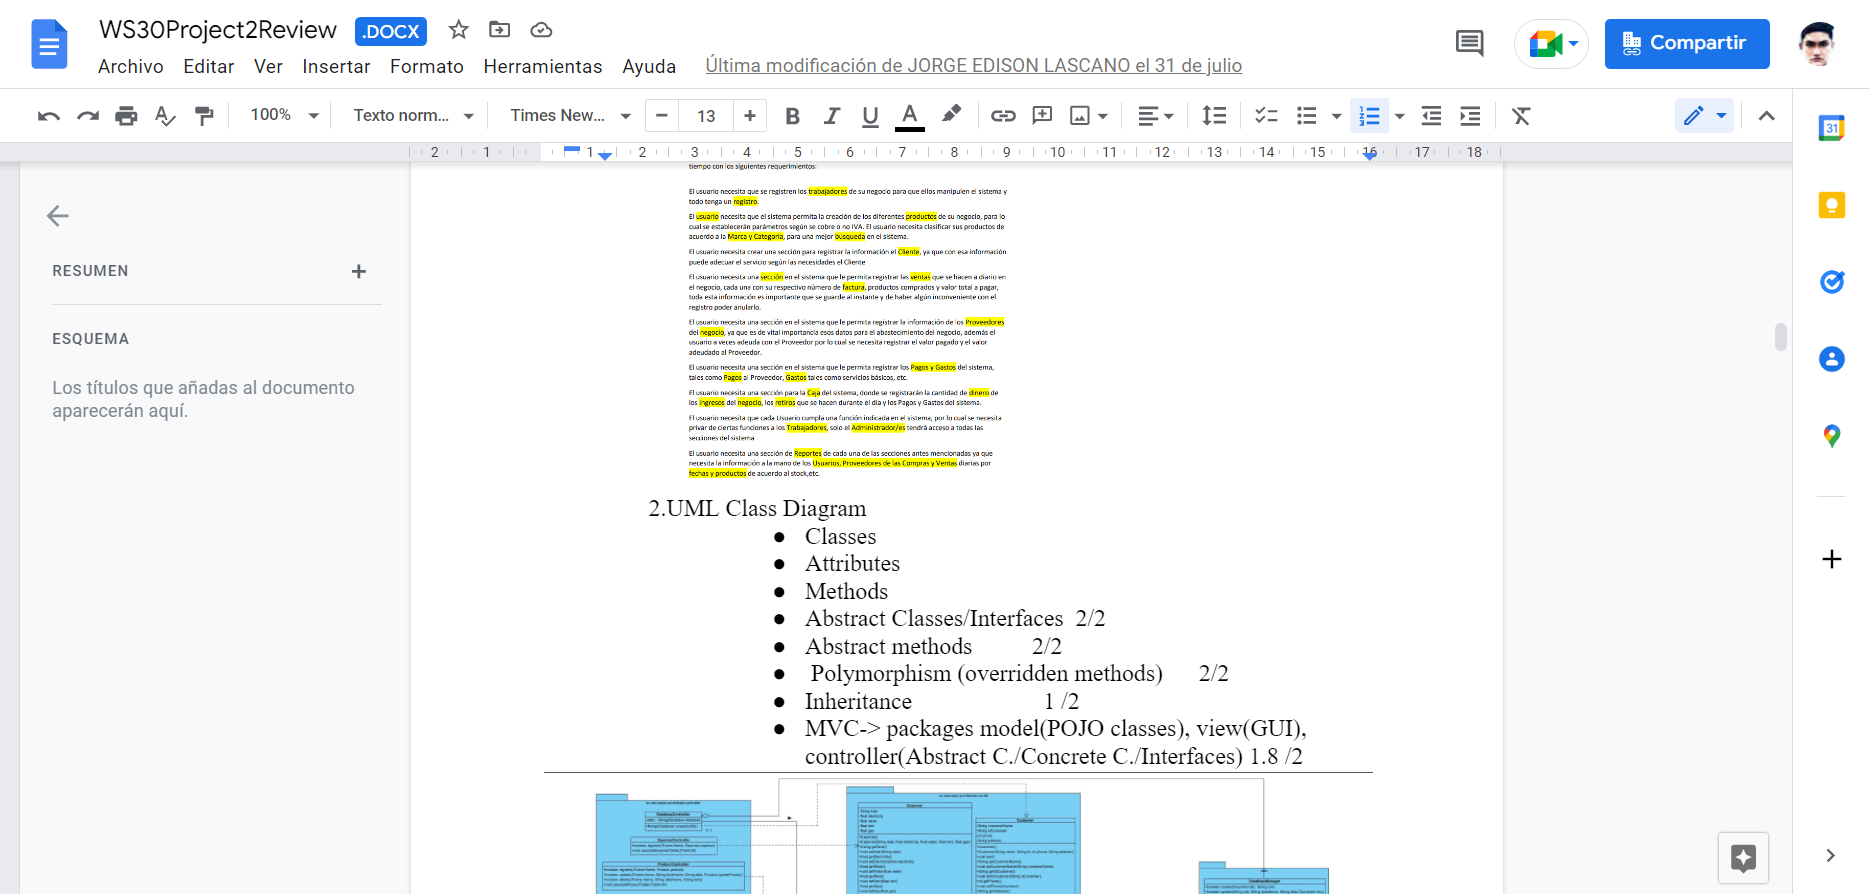 WS30Project2Review .DOCX
Archivo Editar Ver Insertar Formato Herramientas Ayuda Última modificación de JORGE EDISON LASCANO el 31 de julio
Compartir
100% Texto norm... Times New... 13
2 1 1 2 3 4 5 6 7 8 9 10 11 12 13 14 15 16 17 18
31
RESUMEN
ESQUEMA
Los títulos que añadas al documento
aparecerán aquí.
tiempo con los siguientes requerimientos:
El usuario necesita que se registren los trabajadores de su negocio para que ellos manipulen el sistema y
todo tenga un registro.
El usuario necesita que el sistema permita la creación de los diferentes productos de su negocio, para lo
cual se establecerán parámetros según se cobre o no IVA. El usuario necesita clasificar sus productos de
acuerdo a la Marca y Categoría, para una mejor búsqueda en el sistema.
El usuario necesita crear una sección para registrar la información el Cliente, ya que con esa información
puede adecuar el servicio según las necesidades el Cliente
El usuario necesita una sección en el sistema que le permita registrar las ventas que se hacen a diario en
el negocio, cada una con su respectivo número de factura, productos comprados y valor total a pagar,
toda esta información es importante que se guarde al instante y de haber algún inconveniente con el
registro poder anularlo.
El usuario necesita una sección en el sistema que le permita registrar la información de los Proveedores
del negocio, ya que es de vital importancia esos datos para el abastecimiento del negocio, además el
usuario a veces adeuda con el Proveedor por lo cual se necesita registrar el valor pagado y el valor
adeudado al Proveedor.
El usuario necesita una sección en el sistema que le permita registrar los Pagos y Gastos del sistema,
tales como Pagos al Proveedor, Gastos tales como servicios básicos, etc.
El usuario necesita una sección para la Caja del sistema, donde se registrarán la cantidad de dinero de
los ingresos del negocio, los retiros que se hacen durante el día y los Pagos y Gastos del sistema.
El usuario necesita que cada Usuario cumpla una función indicada en el sistema, por lo cual se necesita
privar de ciertas funciones a los Trabajadores, solo el Administrador/es tendrá acceso a todas las
secciones del sistema
El usuario necesita una sección de Reportes de cada una de las secciones antes mencionadas ya que
necesita la información a la mano de los Usuarios, Proveedores de las Compras y Ventas diarias por
fechas y productos de acuerdo al stock,etc.
2.UML Class Diagram
● Classes
● Attributes
● Methods
● Abstract Classes/Interfaces 2/2
● Abstract methods 2/2
● Polymorphism (overridden methods) 2/2
● Inheritance 1 /2
● MVC-> packages model(POJO classes), view(GUI),
controller(Abstract C./Concrete C./Interfaces) 1.8 /2